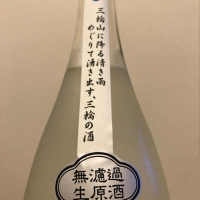 三輪山に降る清き雨
めぐりて湧き出す、三輪の酒
無濾過
生原酒